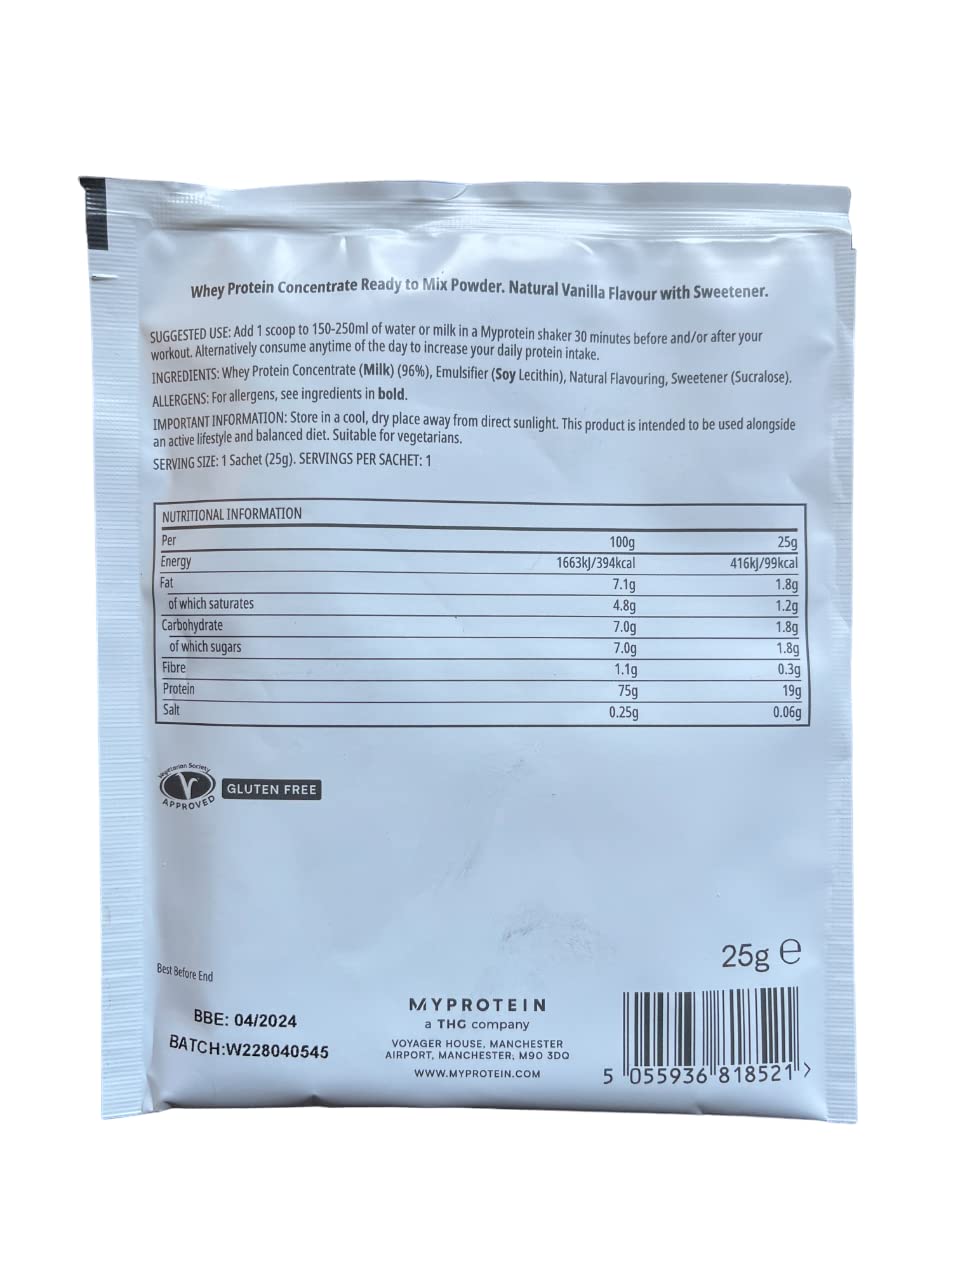 Whey Protein Concentrate Ready to Mix Powder. Natural Vanilla Flavour with Sweetener.
SUGGESTED USE: Add 1 scoop to 150-250ml of water or milk in a Myprotein shaker 30 minutes before and/or after your
workout. Alternatively consume anytime of the day to increase your daily protein intake.
INGREDIENTS: Whey Protein Concentrate (Milk) (96%), Emulsifier (Soy Lecithin), Natural Flavouring, Sweetener (Sucralose).
ALLERGENS: For allergens, see ingredients in bold.
IMPORTANT INFORMATION: Store in a cool, dry place away from direct sunlight. This product is intended to be used alongside
an active lifestyle and balanced diet. Suitable for vegetarians.
SERVING SIZE: 1 Sachet (25g). SERVINGS PER SACHET: 1
NUTRITIONAL INFORMATION
Per 100g 25g
Energy 1663kJ/394kcal 416kJ/99kcal
Fat 7.1g 1.8g
of which saturates 4.8g 1.2g
Carbohydrate 7.0g 1.8g
of which sugars 7.0g 1.8g
Fibre 1.1g 0.3g
Protein 75g 19g
Salt 0.25g 0.06g
Vegetarian Society
V
APPROVED
GLUTEN FREE
25g e
Best Before End
BBE: 04/2024
BATCH:W228040545
MYPROTEIN
a THG company
VOYAGER HOUSE, MANCHESTER
AIRPORT, MANCHESTER, M90 3DQ
WWW.MYPROTEIN.COM
5 055936 818521 >